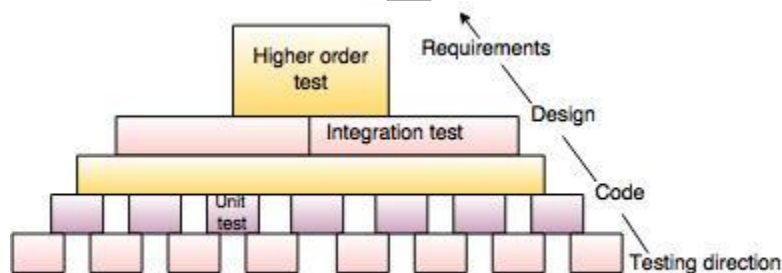 Higher order
test
Requirements
Integration test
Design
Unit
test
Code
Testing direction